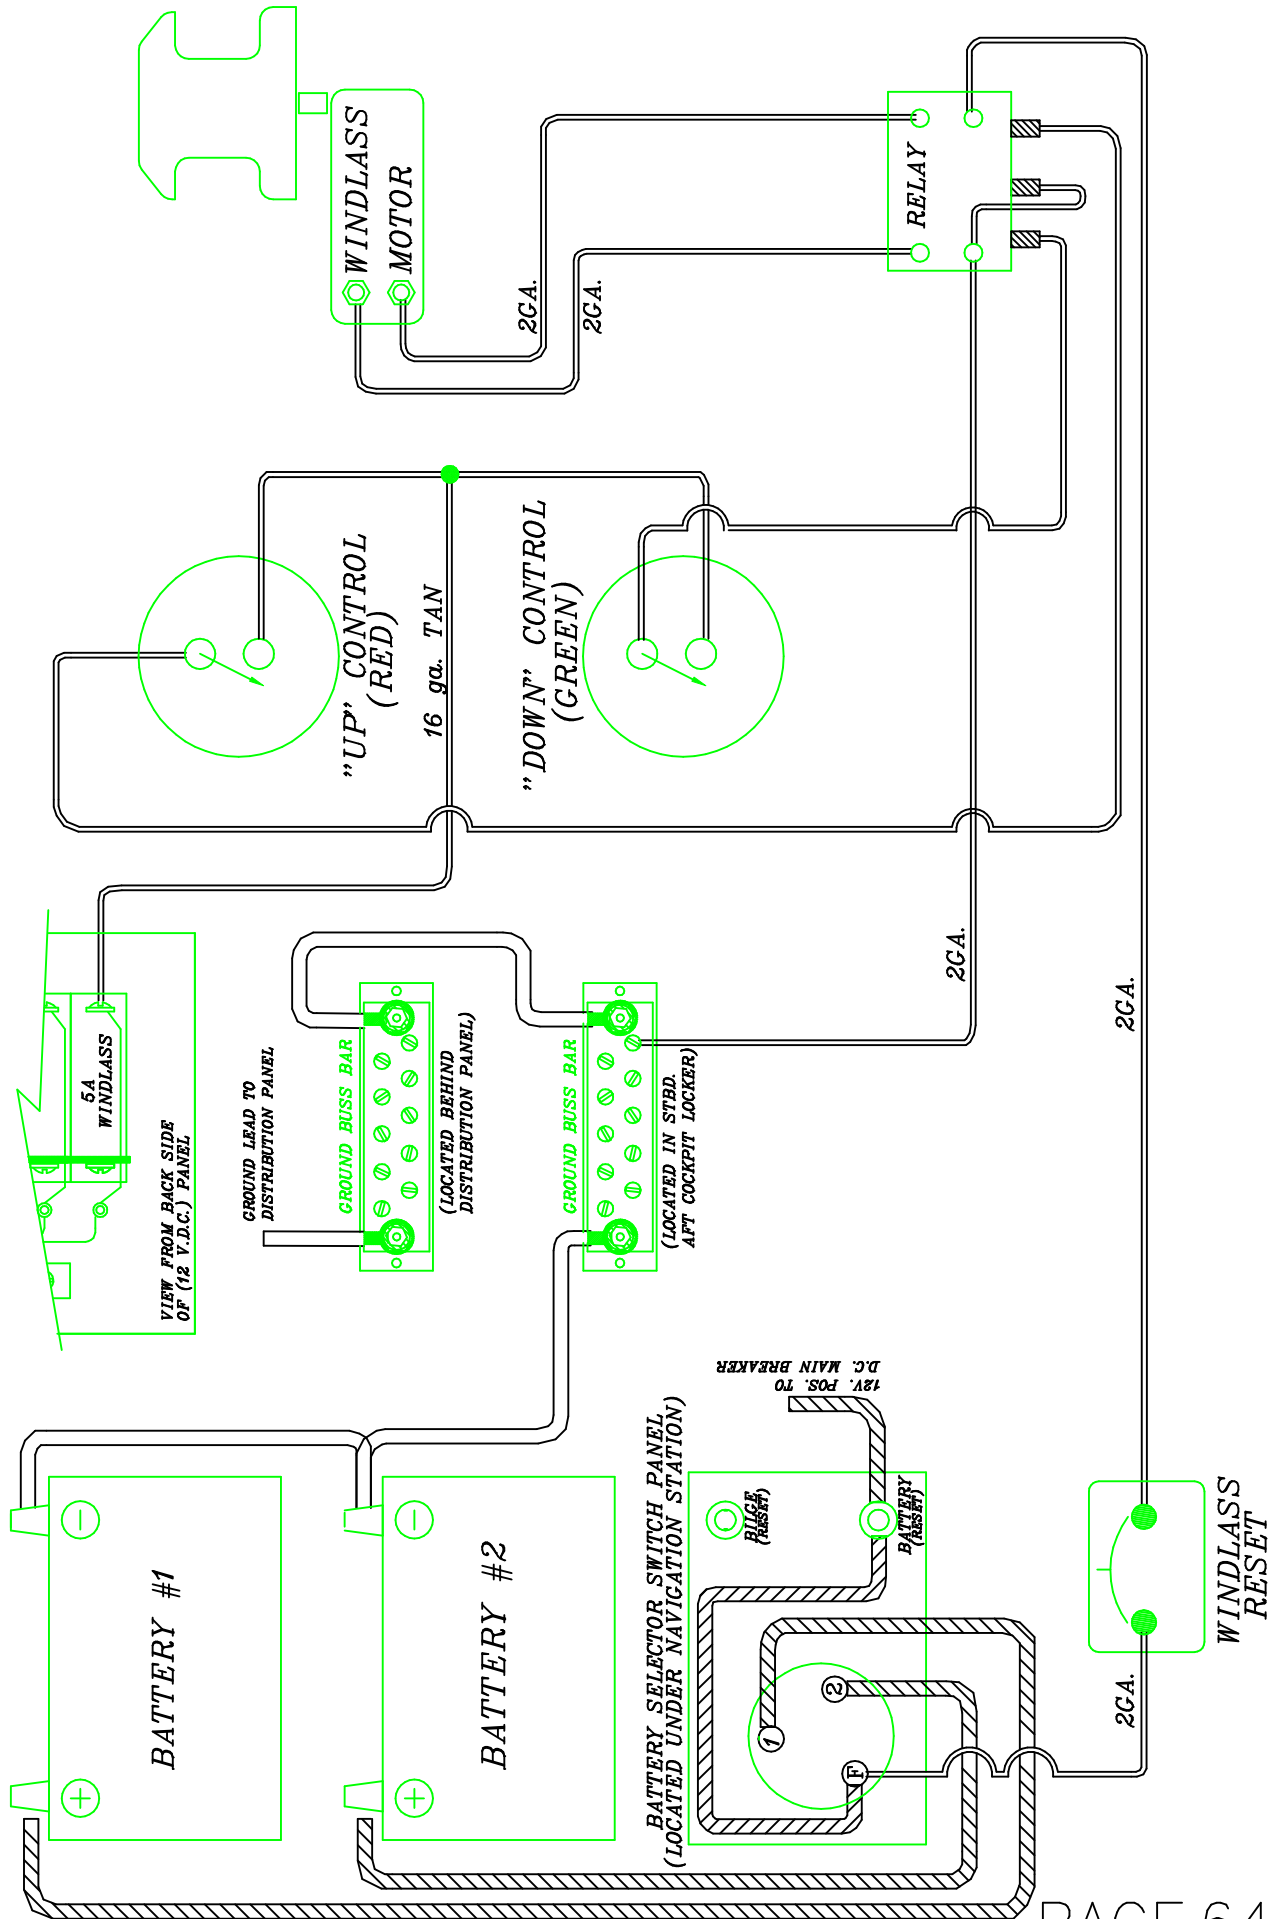 WINDLASS
MOTOR
RELAY
2GA.
2GA.
"UP" CONTROL
(RED)
16 ga. TAN
"DOWN" CONTROL
(GREEN)
5A
WINDLASS
VIEW FROM BACK SIDE
OF (12 V.D.C.) PANEL
GROUND LEAD TO
DISTRIBUTION PANEL
GROUND BUSS BAR
(LOCATED BEHIND
DISTRIBUTION PANEL)
GROUND BUSS BAR
(LOCATED IN STBD.
AFT COCKPIT LOCKER)
2GA.
2GA.
BATTERY #1
- +
BATTERY #2
- +
BATTERY SELECTOR SWITCH PANEL
(LOCATED UNDER NAVIGATION STATION)
12V. POS. TO
D.C. MAIN BREAKER
BILGE
(RESET)
BATTERY
(RESET)
1
2
F
2GA.
WINDLASS
RESET
PAGE 64